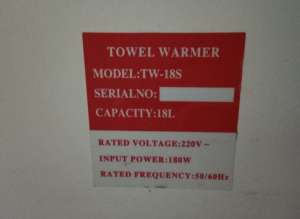 TOWEL WARMER
MODEL:TW-18S
SERIALNO:
CAPACITY:18L
RATED VOLTAGE:220V~
INPUT POWER:180W
RATED FREQUENCY:50/60Hz